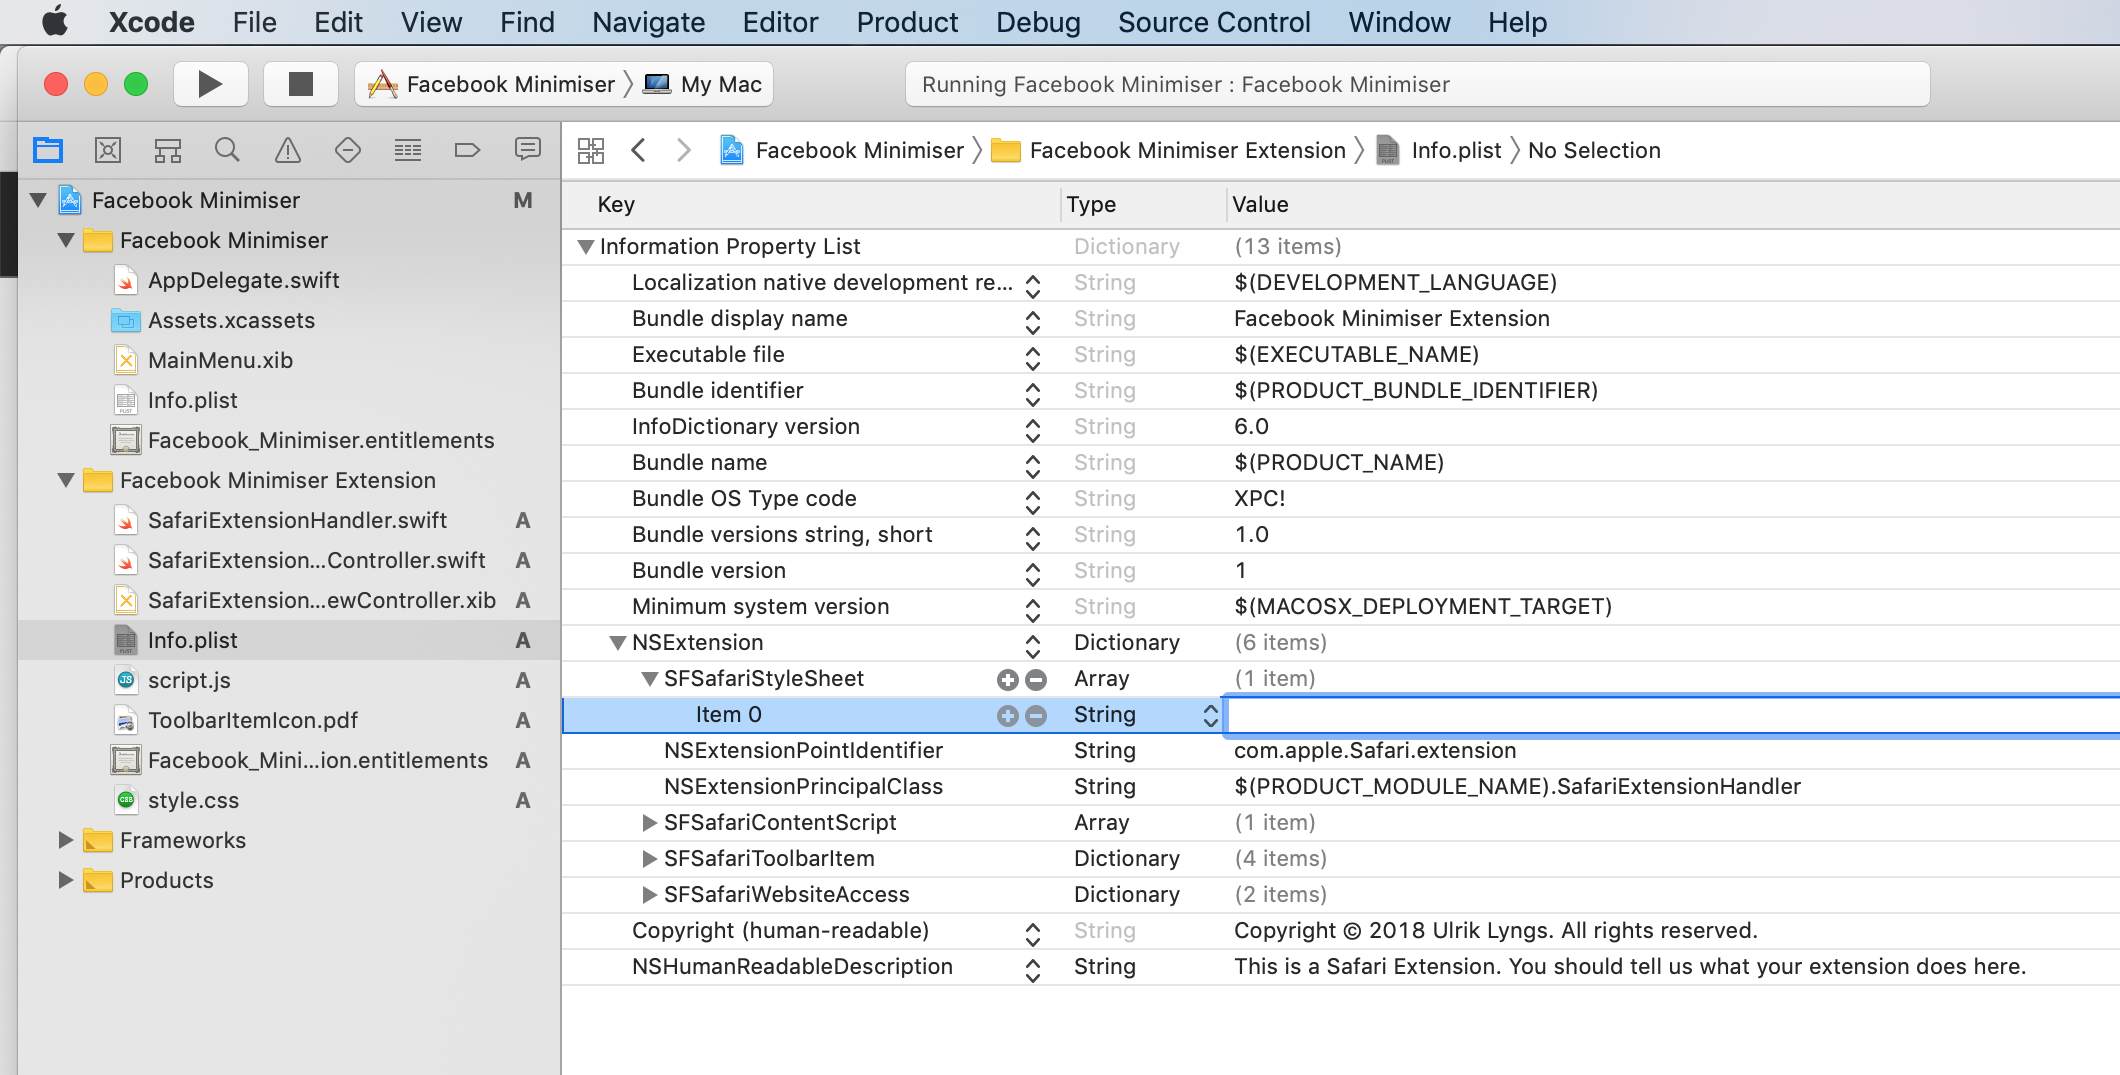 Xcode File Edit View Find Navigate Editor Product Debug Source Control Window Help
Facebook Minimiser My Mac Running Facebook Minimiser : Facebook Minimiser
Facebook Minimiser Facebook Minimiser Extension Info.plist No Selection
Facebook Minimiser M
Facebook Minimiser
AppDelegate.swift
Assets.xcassets
MainMenu.xib
Info.plist
Facebook_Minimiser.entitlements
Facebook Minimiser Extension
SafariExtensionHandler.swift A
SafariExtension...Controller.swift A
SafariExtension...ewController.xib A
Info.plist A
script.js A
ToolbarItemIcon.pdf A
Facebook_Mini...ion.entitlements A
style.css A
Frameworks
Products
Key Type Value
Information Property List Dictionary (13 items)
Localization native development re... String $(DEVELOPMENT_LANGUAGE)
Bundle display name String Facebook Minimiser Extension
Executable file String $(EXECUTABLE_NAME)
Bundle identifier String $(PRODUCT_BUNDLE_IDENTIFIER)
InfoDictionary version String 6.0
Bundle name String $(PRODUCT_NAME)
Bundle OS Type code String XPC!
Bundle versions string, short String 1.0
Bundle version String 1
Minimum system version String $(MACOSX_DEPLOYMENT_TARGET)
NSExtension Dictionary (6 items)
SFSafariStyleSheet Array (1 item)
Item 0 String
NSExtensionPointIdentifier String com.apple.Safari.extension
NSExtensionPrincipalClass String $(PRODUCT_MODULE_NAME).SafariExtensionHandler
SFSafariContentScript Array (1 item)
SFSafariToolbarItem Dictionary (4 items)
SFSafariWebsiteAccess Dictionary (2 items)
Copyright (human-readable) String Copyright © 2018 Ulrik Lyngs. All rights reserved.
NSHumanReadableDescription String This is a Safari Extension. You should tell us what your extension does here.